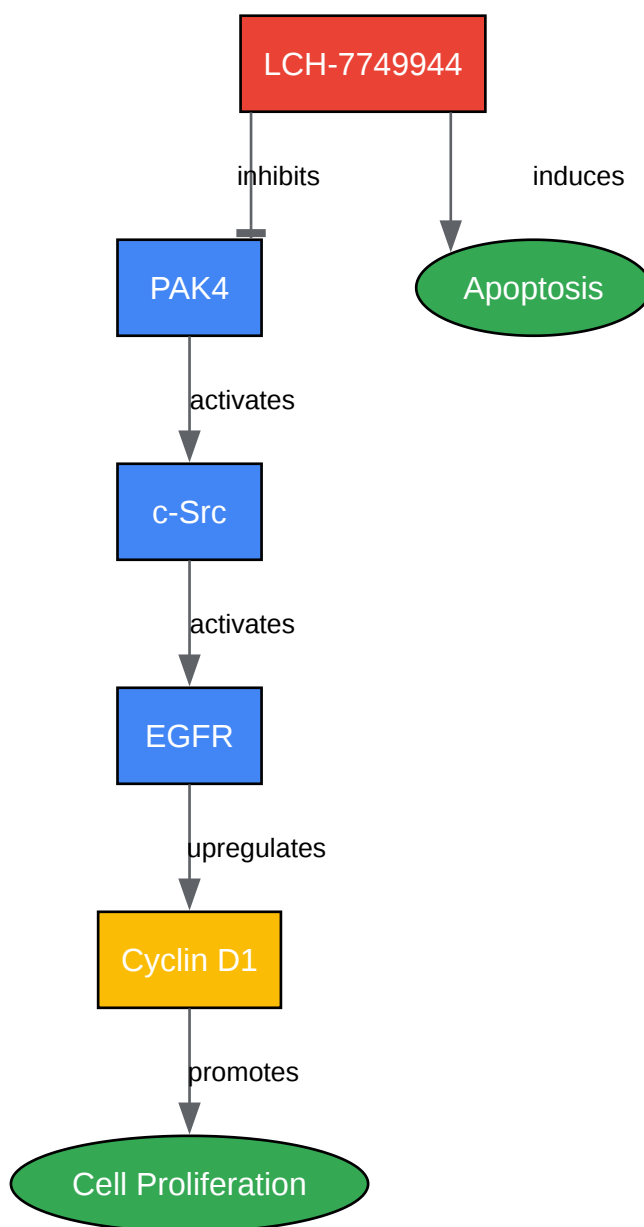 LCH-7749944
inhibits
induces
PAK4
Apoptosis
activates
c-Src
activates
EGFR
upregulates
Cyclin D1
promotes
Cell Proliferation